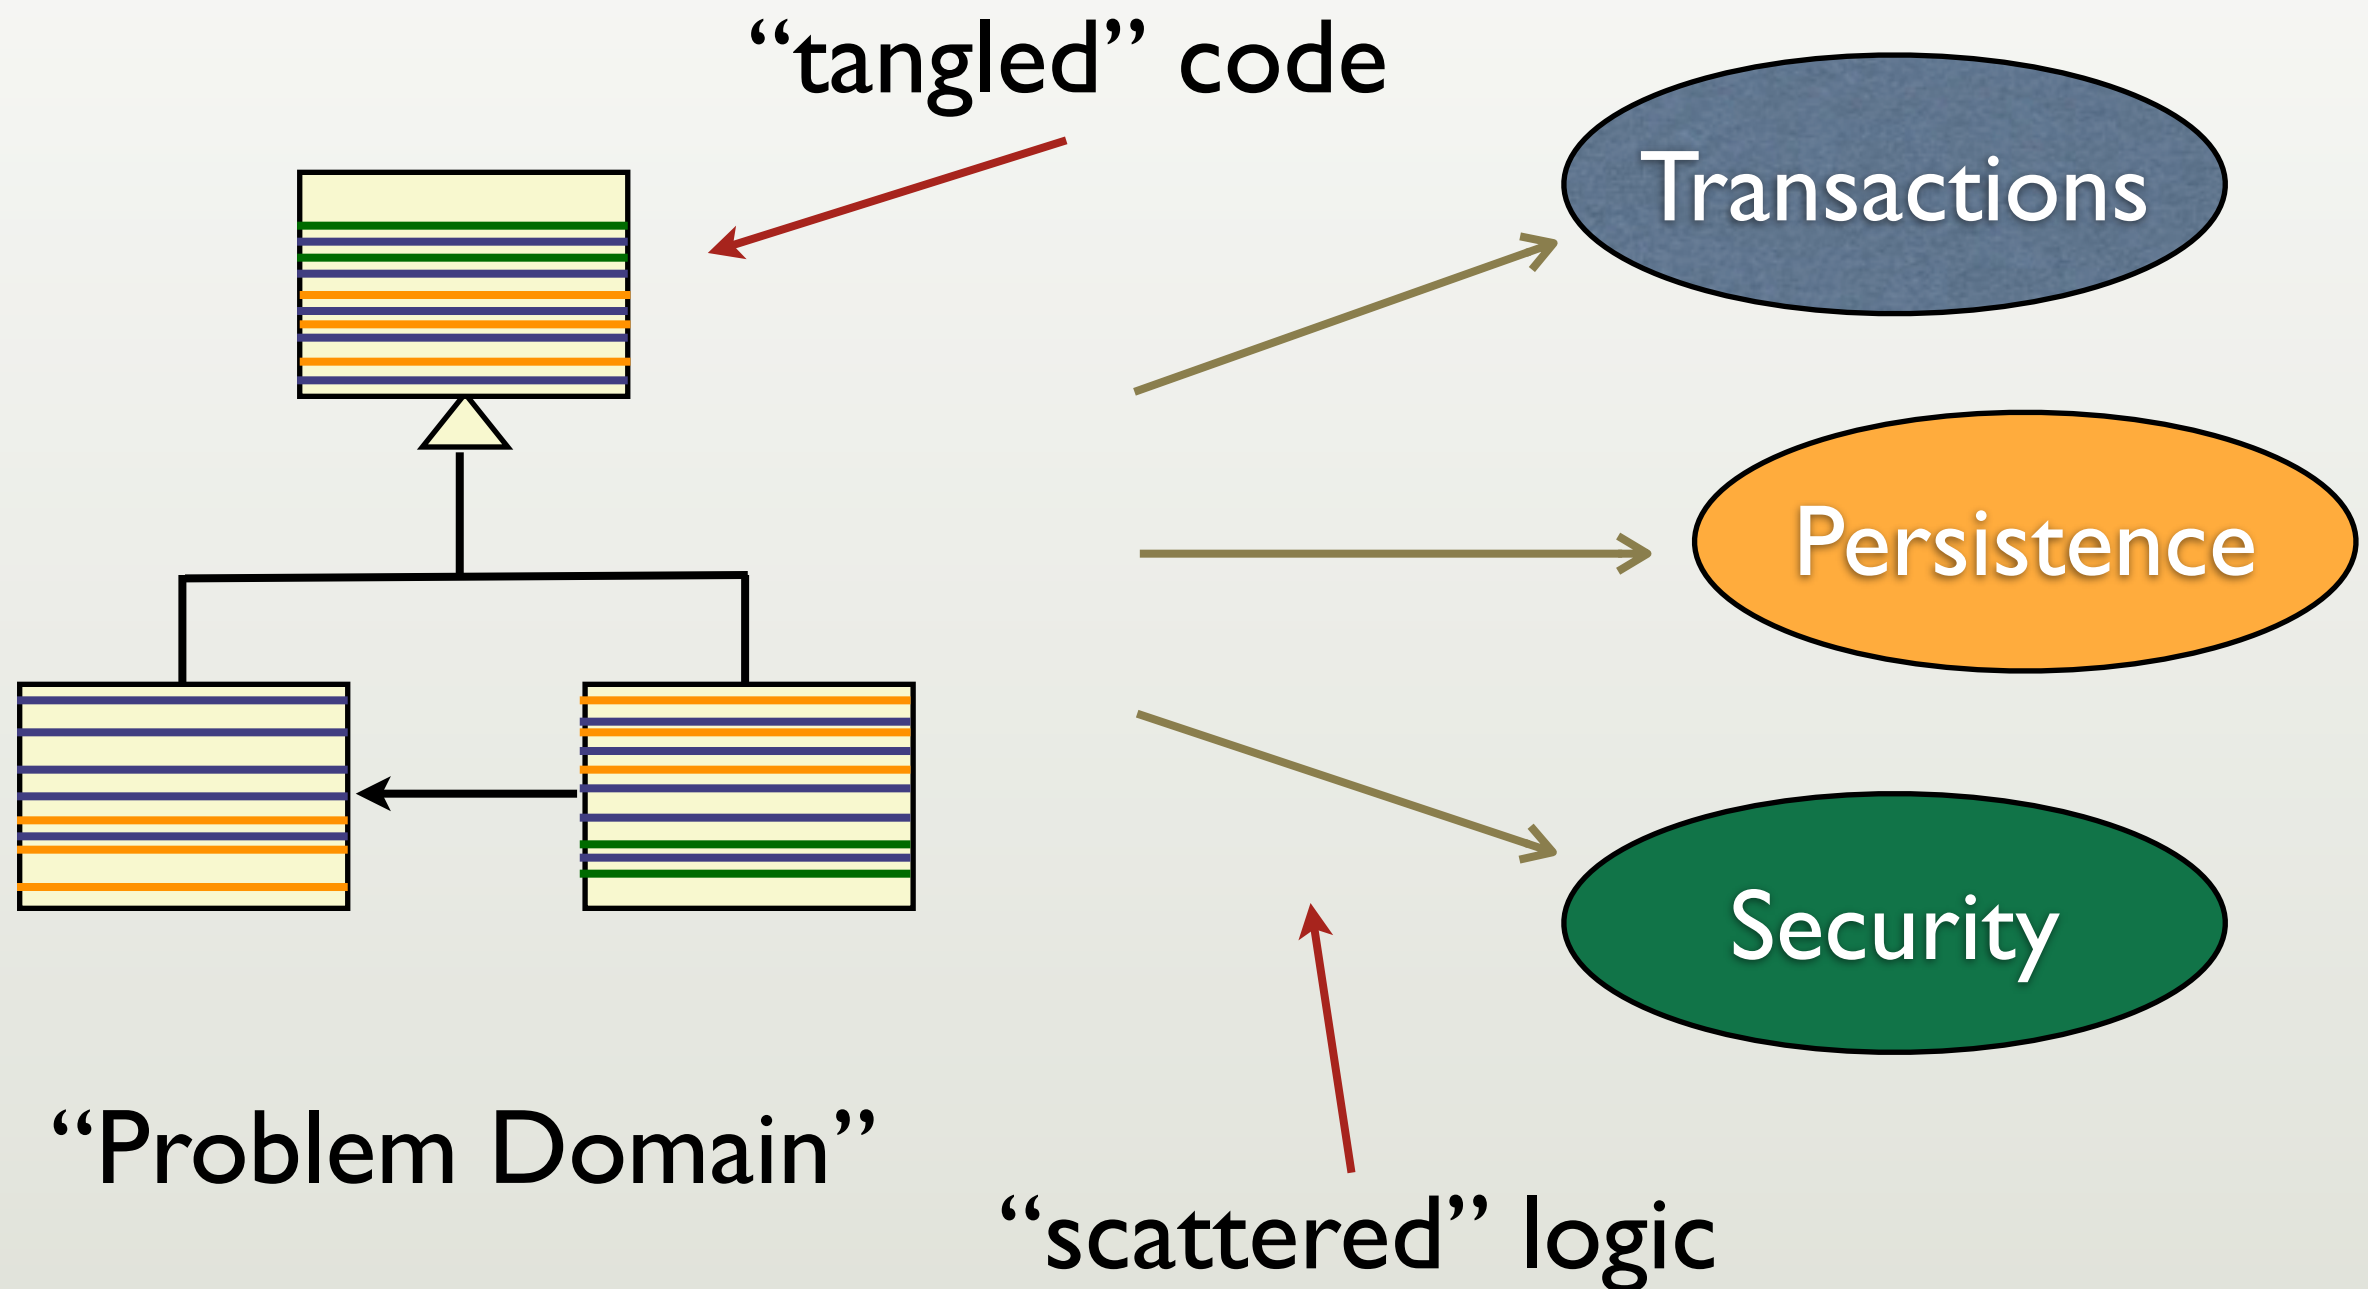 “tangled” code
Transactions
Persistence
Security
“Problem Domain”
“scattered” logic